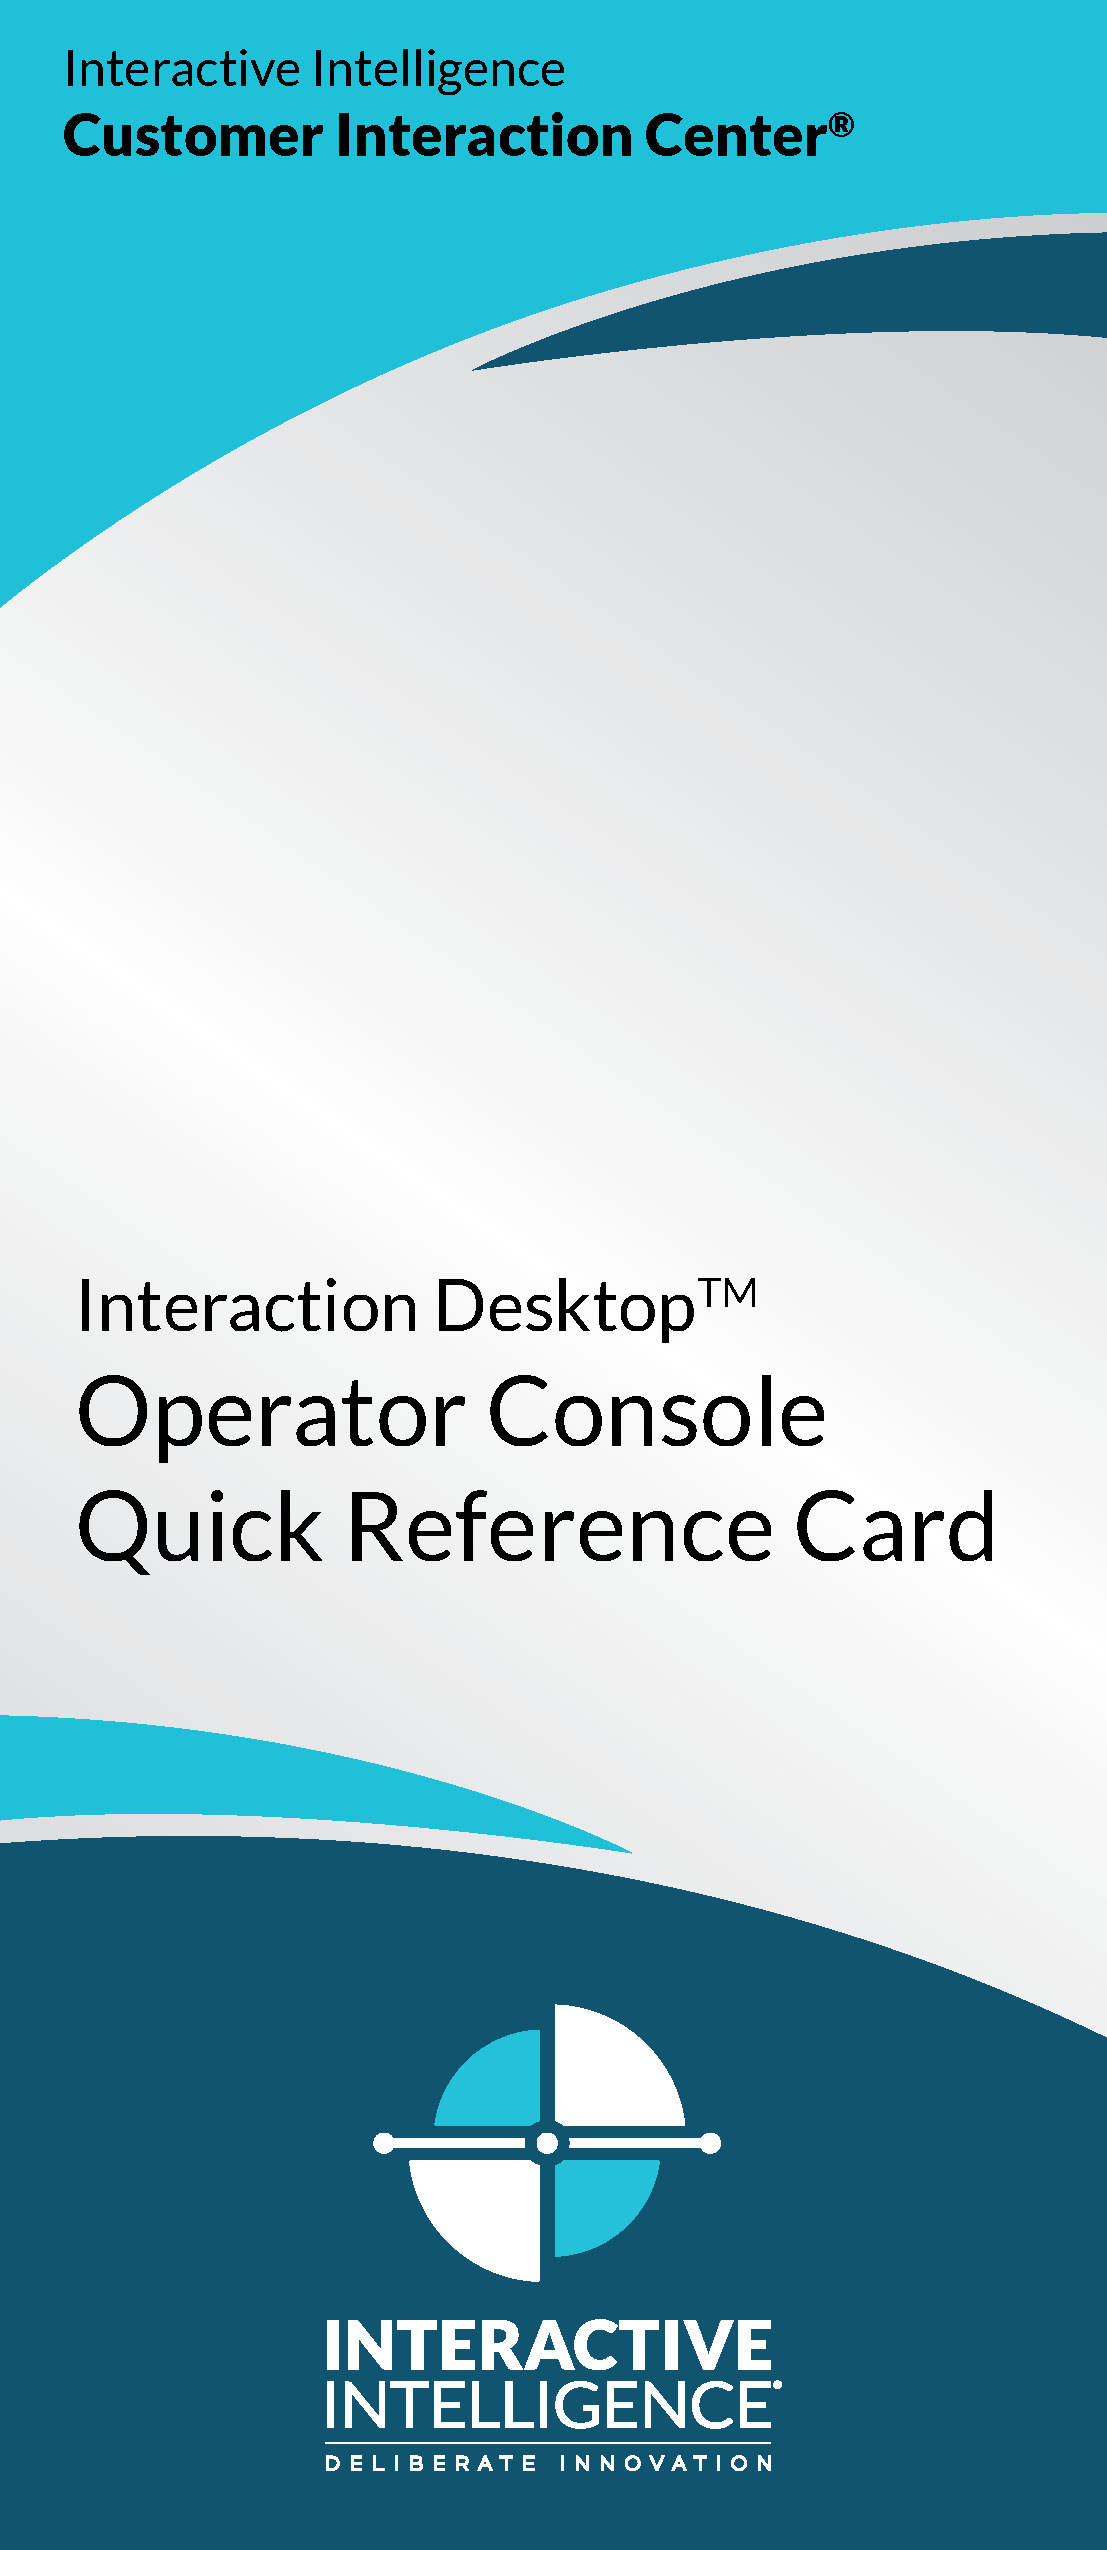 Interactive Intelligence
Customer Interaction Center®
Interaction Desktop™
Operator Console
Quick Reference Card
INTERACTIVE
INTELLIGENCE
DELIBERATE INNOVATION